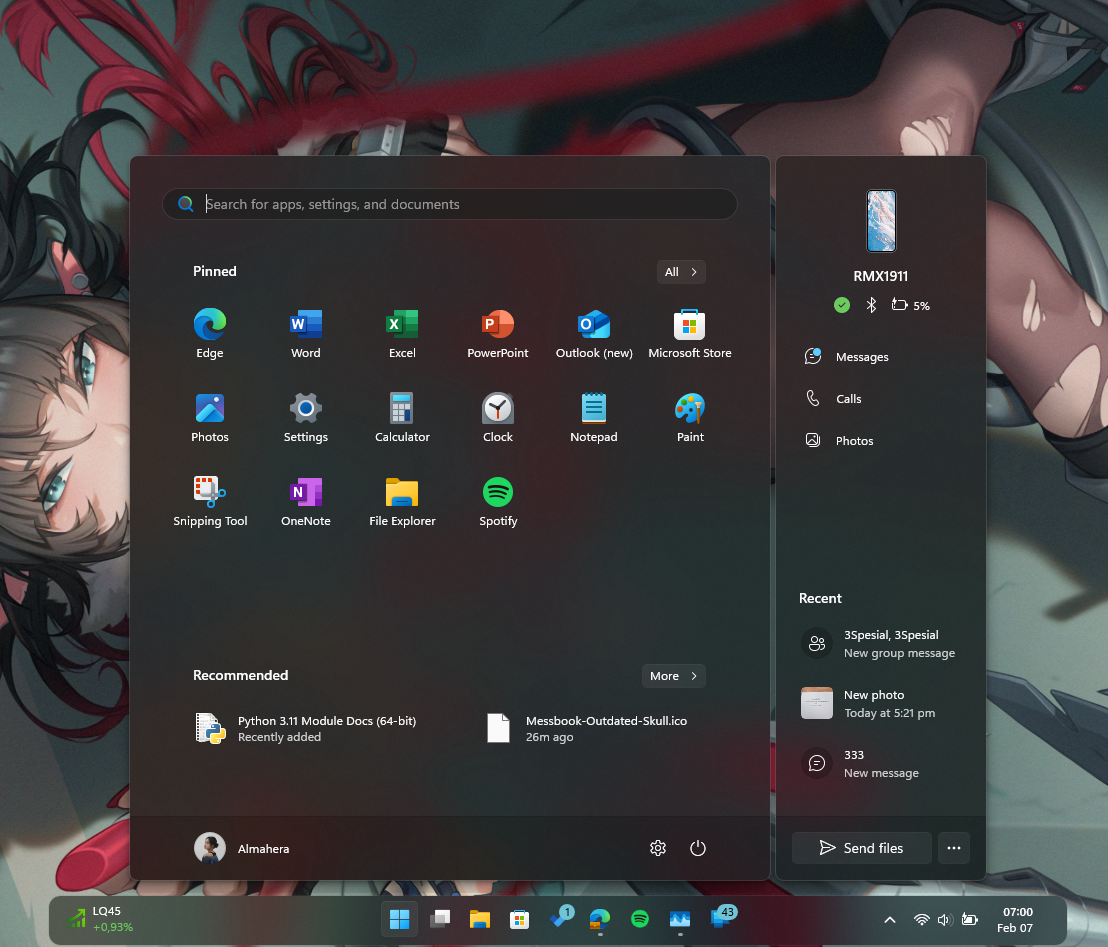 Search for apps, settings, and documents
Pinned
All
Edge
Word
Excel
PowerPoint
Outlook (new)
Microsoft Store
Photos
Settings
Calculator
Clock
Notepad
Paint
Snipping Tool
OneNote
File Explorer
Spotify
Recommended
More
Python 3.11 Module Docs (64-bit)
Recently added
Messbook-Outdated-Skull.ico
26m ago
Almahera
RMX1911
5%
Messages
Calls
Photos
Recent
3Spesial, 3Spesial
New group message
New photo
Today at 5:21 pm
333
New message
Send files
LQ45
+0,93%
1
43
07:00
Feb 07